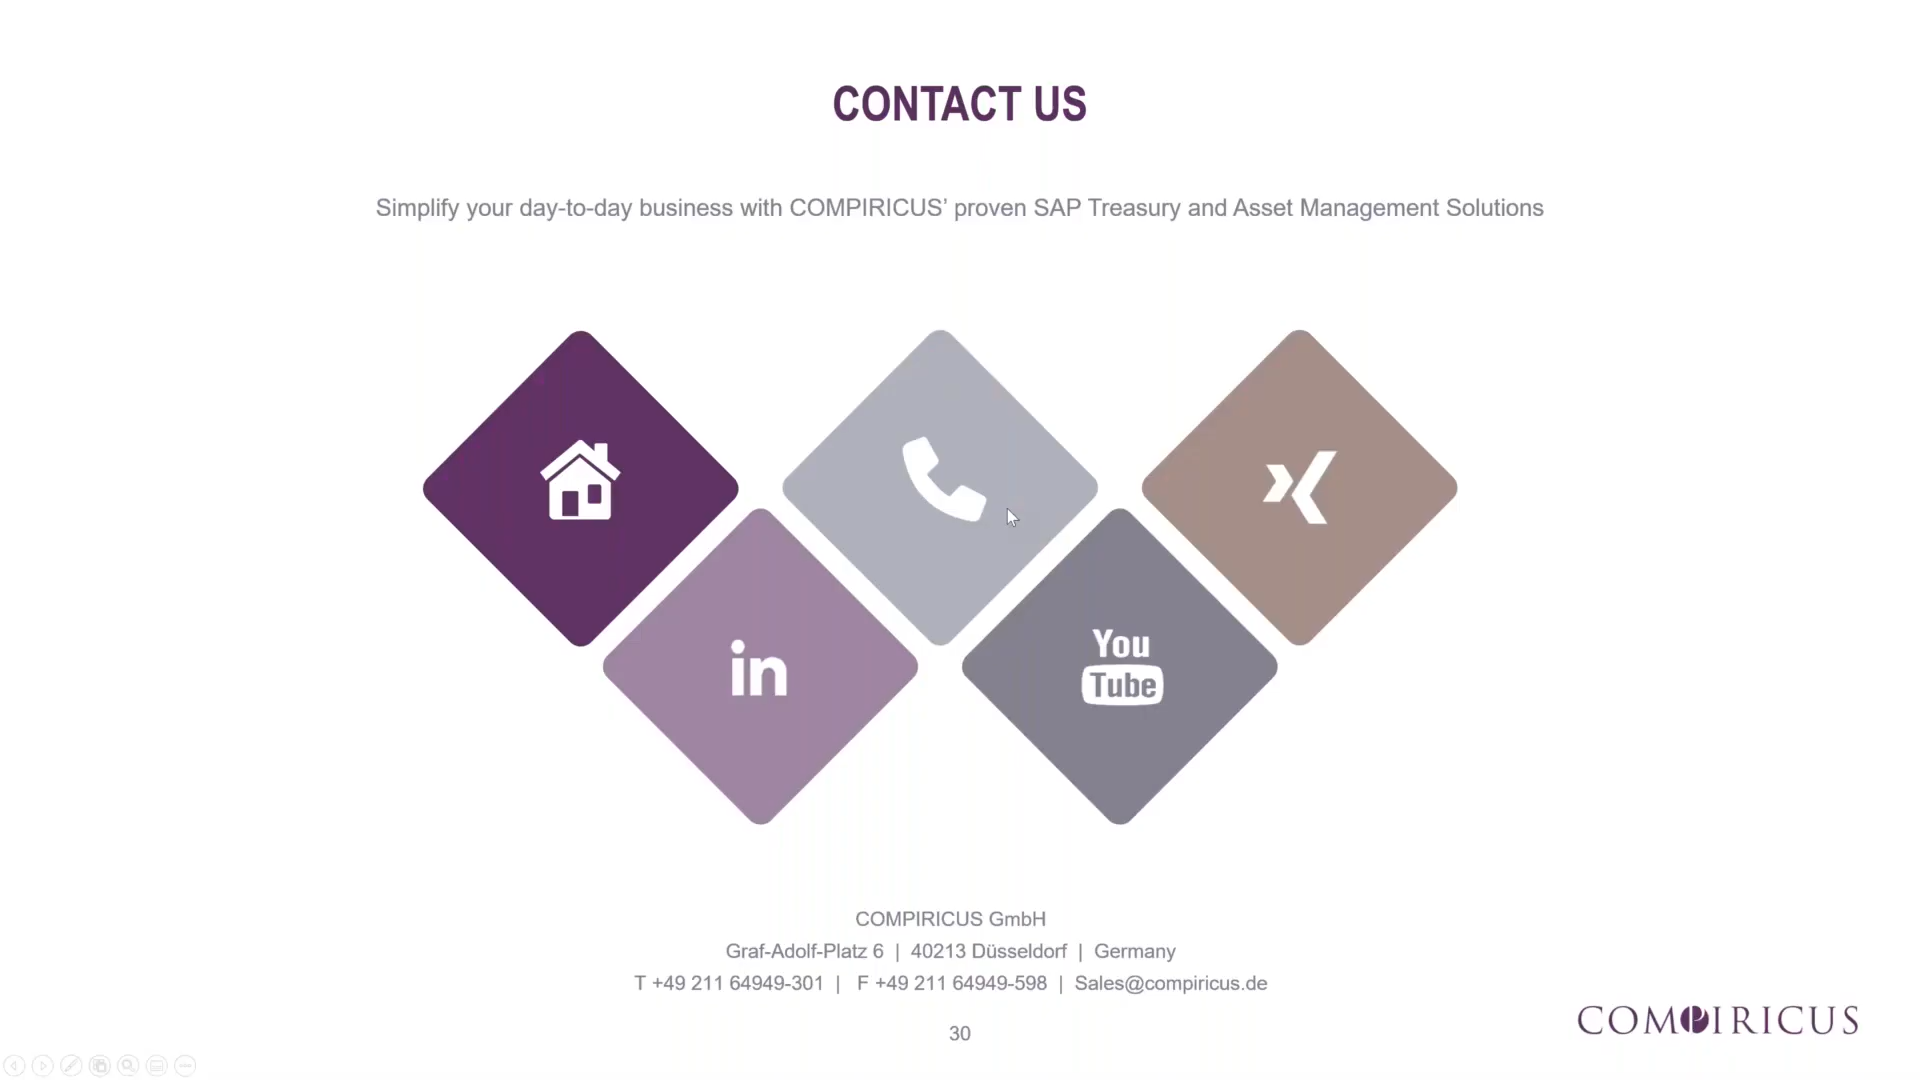 CONTACT US
Simplify your day-to-day business with COMPIRICUS’ proven SAP Treasury and Asset Management Solutions
in
You
Tube
COMPIRICUS GmbH
Graf-Adolf-Platz 6 | 40213 Düsseldorf | Germany
T +49 211 64949-301 | F +49 211 64949-598 | Sales@compiricus.de
COMPIRICUS
30